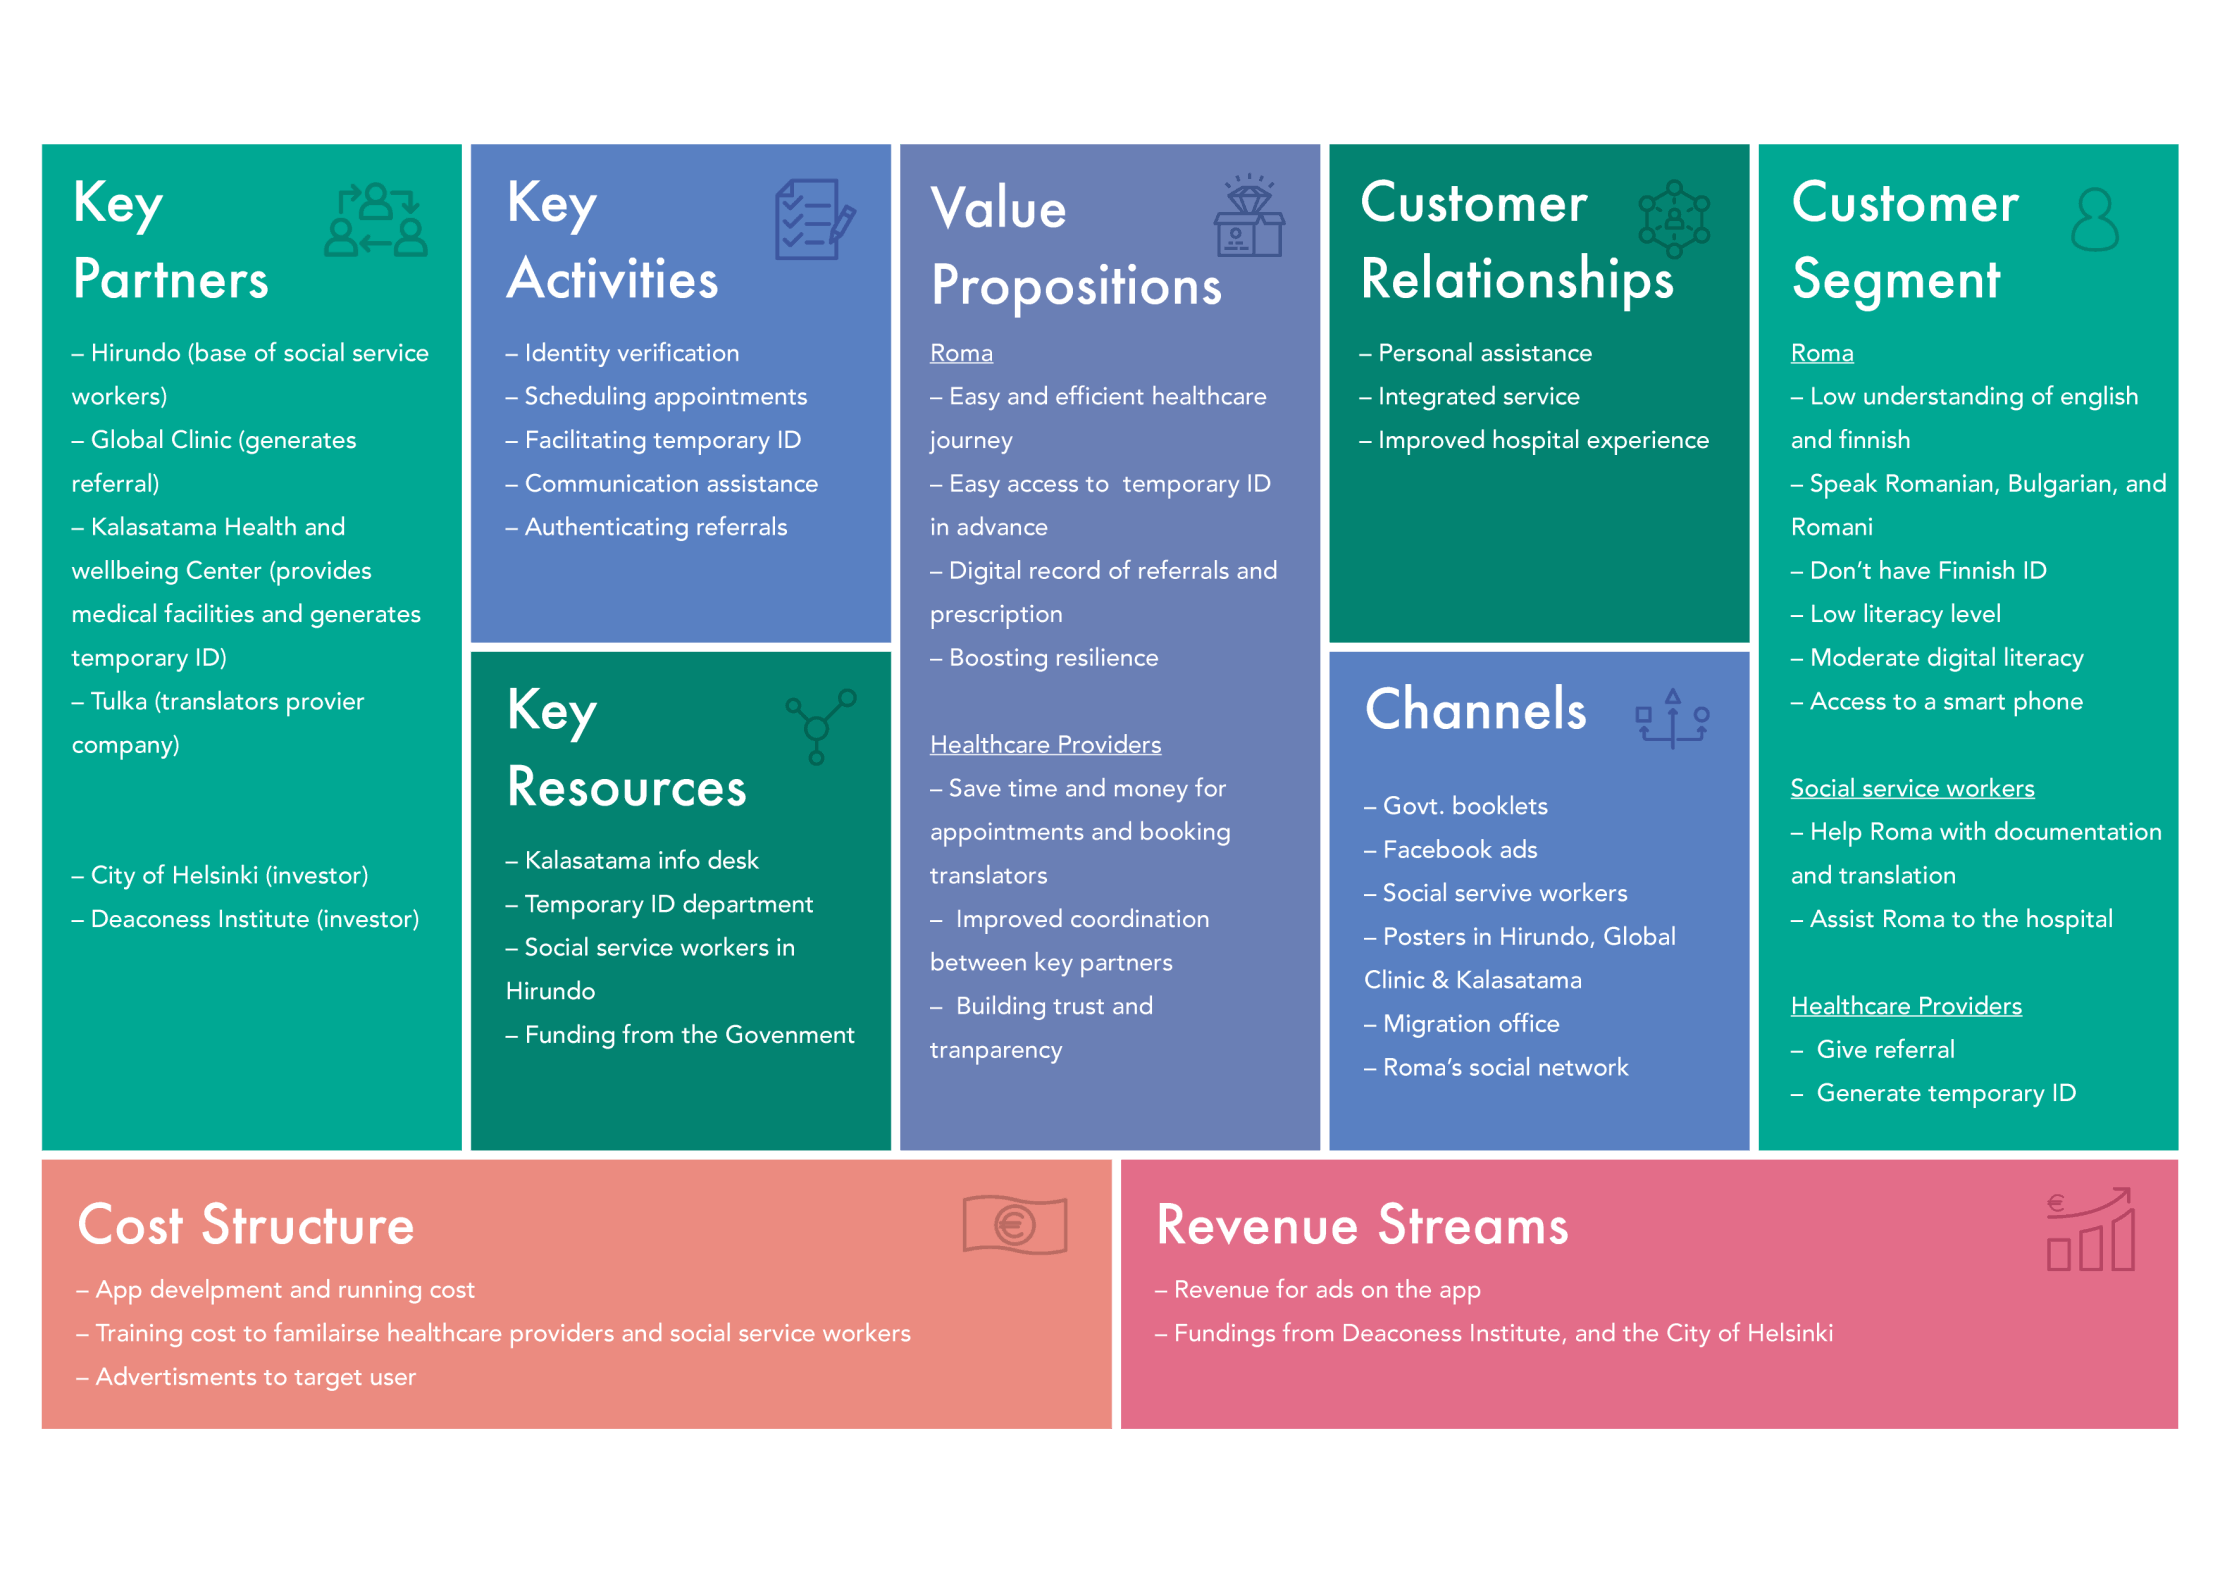 Key
Partners
– Hirundo (base of social service
workers)
– Global Clinic (generates
referral)
– Kalasatama Health and
wellbeing Center (provides
medical facilities and generates
temporary ID)
– Tulka (translators provier
company)
– City of Helsinki (investor)
– Deaconess Institute (investor)
Key
Activities
– Identity verification
– Scheduling appointments
– Facilitating temporary ID
– Communication assistance
– Authenticating referrals
Key
Resources
– Kalasatama info desk
– Temporary ID department
– Social service workers in
Hirundo
– Funding from the Govenment
Value
Propositions
Roma
– Easy and efficient healthcare
journey
– Easy access to  temporary ID
in advance
– Digital record of referrals and
prescription
– Boosting resilience
Healthcare Providers
– Save time and money for
appointments and booking
translators
–  Improved coordination
between key partners
–  Building trust and
tranparency
Customer
Relationships
– Personal assistance
– Integrated service
– Improved hospital experience
Channels
– Govt. booklets
– Facebook ads
– Social servive workers
– Posters in Hirundo, Global
Clinic & Kalasatama
– Migration office
– Roma’s social network
Customer
Segment
Roma
– Low understanding of english
and finnish
– Speak Romanian, Bulgarian, and
Romani
– Don’t have Finnish ID
– Low literacy level
– Moderate digital literacy
– Access to a smart phone
Social service workers
– Help Roma with documentation
and translation
– Assist Roma to the hospital
Healthcare Providers
–  Give referral
–  Generate temporary ID
Cost Structure
€
– App develpment and running cost
– Training cost to familairse healthcare providers and social service workers
– Advertisments to target user
Revenue Streams
€
– Revenue for ads on the app
– Fundings from Deaconess Institute, and the City of Helsinki